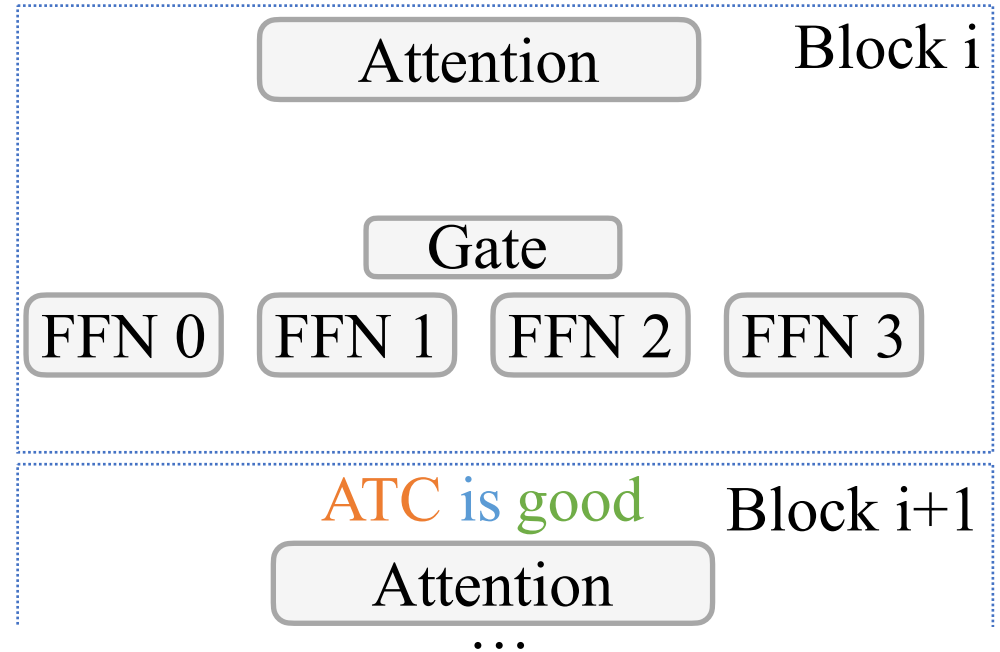 Attention
Block i
Gate
FFN 0 FFN 1 FFN 2 FFN 3
ATC is good
Block i+1
Attention
...